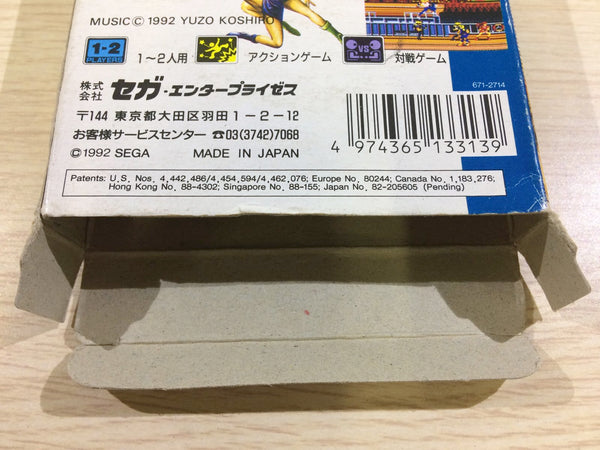 MUSIC © 1992 YUZO KOSHIRO
1-2 PLAYERS 1〜2人用 アクションゲーム VS 対戦ゲーム
671-2714
株式会社 セガ・エンタープライゼス
〒144 東京都大田区羽田1-2-12
お客様サービスセンター ☎03(3742)7068
© 1992 SEGA MADE IN JAPAN
4 974365 133139
Patents: U.S. Nos. 4,442,486/4,454,594/4,462,076; Europe No. 80244; Canada No. 1,183,276;
Hong Kong No. 88-4302; Singapore No. 88-155; Japan No. 82-205605 (Pending)